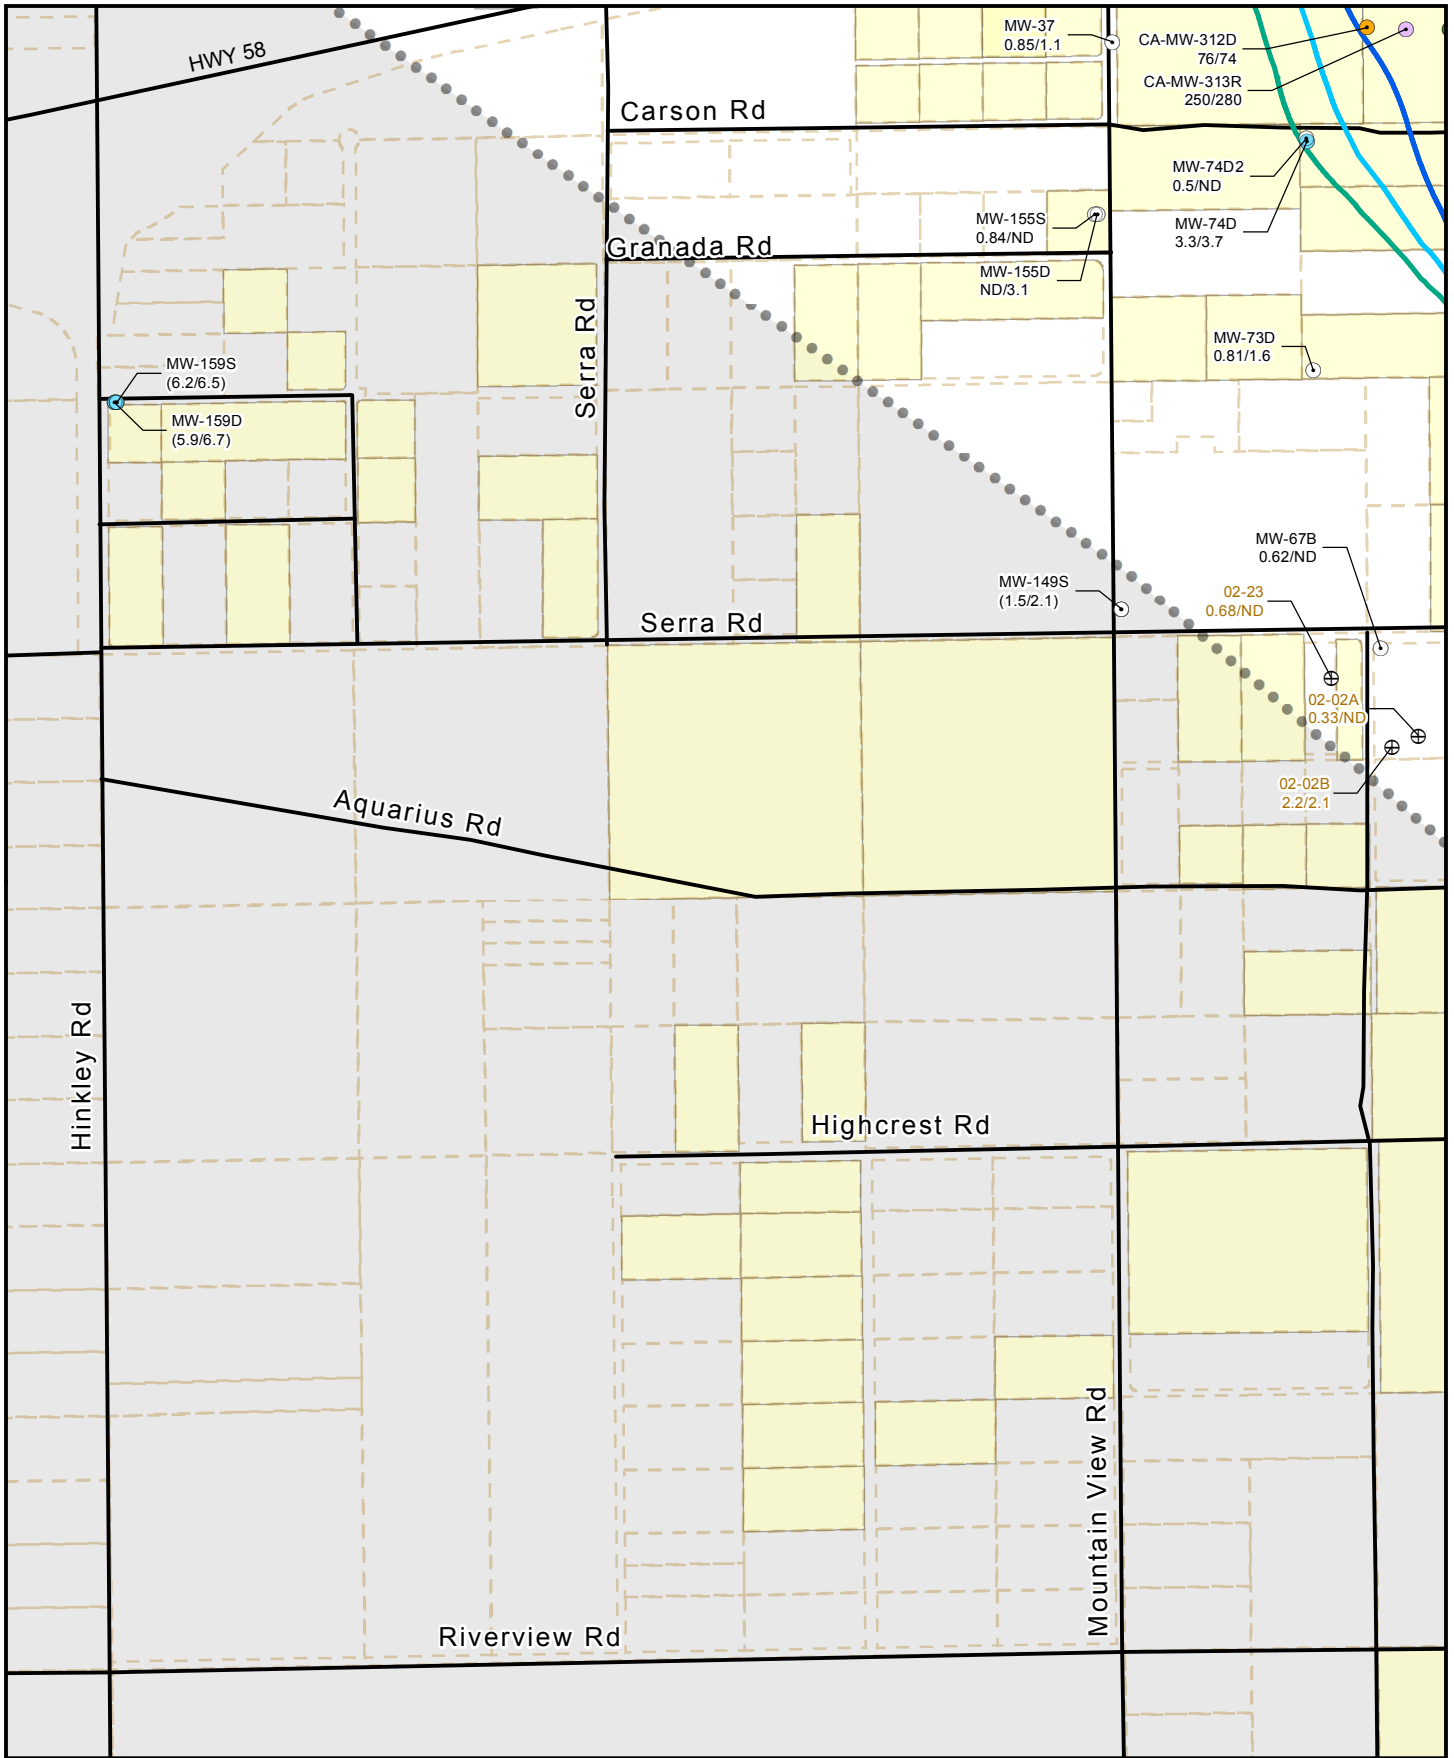 MW-37
0.85/1.1
CA-MW-312D
76/74
CA-MW-313R
250/280
HWY 58
Carson Rd
MW-74D2
0.5/ND
MW-74D
3.3/3.7
MW-155S
0.84/ND
Granada Rd
MW-155D
ND/3.1
Serra Rd
MW-73D
0.81/1.6
MW-159S
(6.2/6.5)
MW-159D
(5.9/6.7)
MW-67B
0.62/ND
MW-149S
(1.5/2.1)
02-23
0.68/ND
Serra Rd
02-02A
0.33/ND
02-02B
2.2/2.1
Aquarius Rd
Hinkley Rd
Highcrest Rd
Mountain View Rd
Riverview Rd